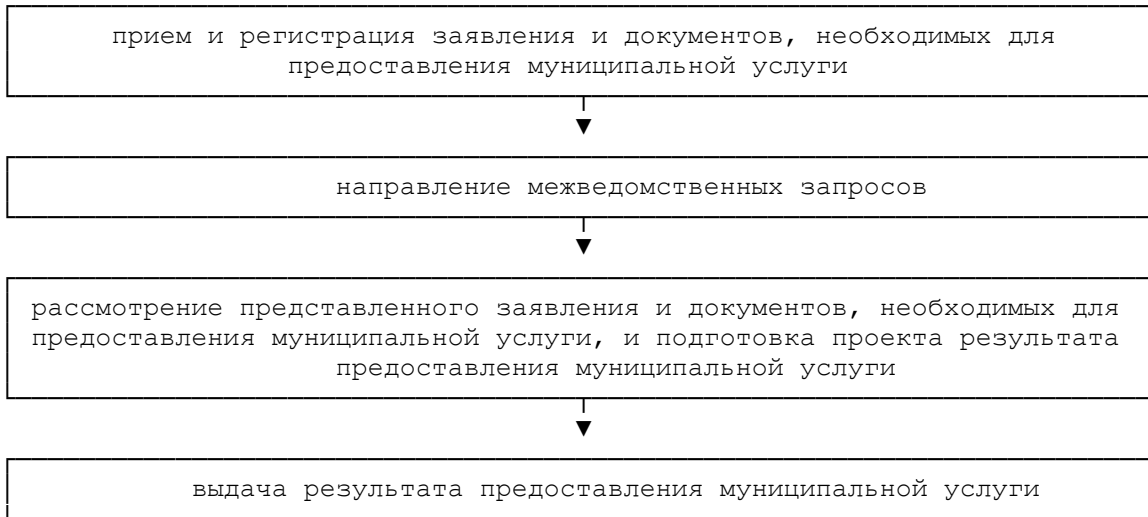 прием и регистрация заявления и документов, необходимых для
предоставления муниципальной услуги
направление межведомственных запросов
рассмотрение представленного заявления и документов, необходимых для
предоставления муниципальной услуги, и подготовка проекта результата
предоставления муниципальной услуги
выдача результата предоставления муниципальной услуги